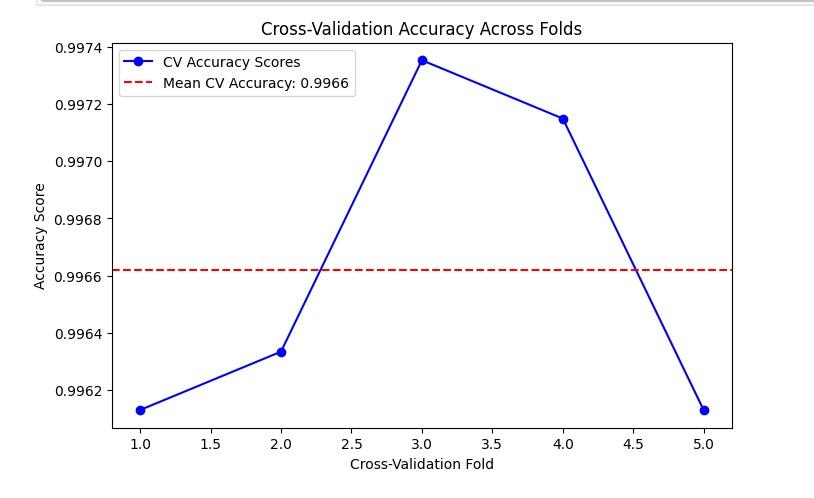 Cross-Validation Accuracy Across Folds
CV Accuracy Scores
Mean CV Accuracy: 0.9966
Accuracy Score
0.9974
0.9972
0.9970
0.9968
0.9966
0.9964
0.9962
1.0 1.5 2.0 2.5 3.0 3.5 4.0 4.5 5.0
Cross-Validation Fold